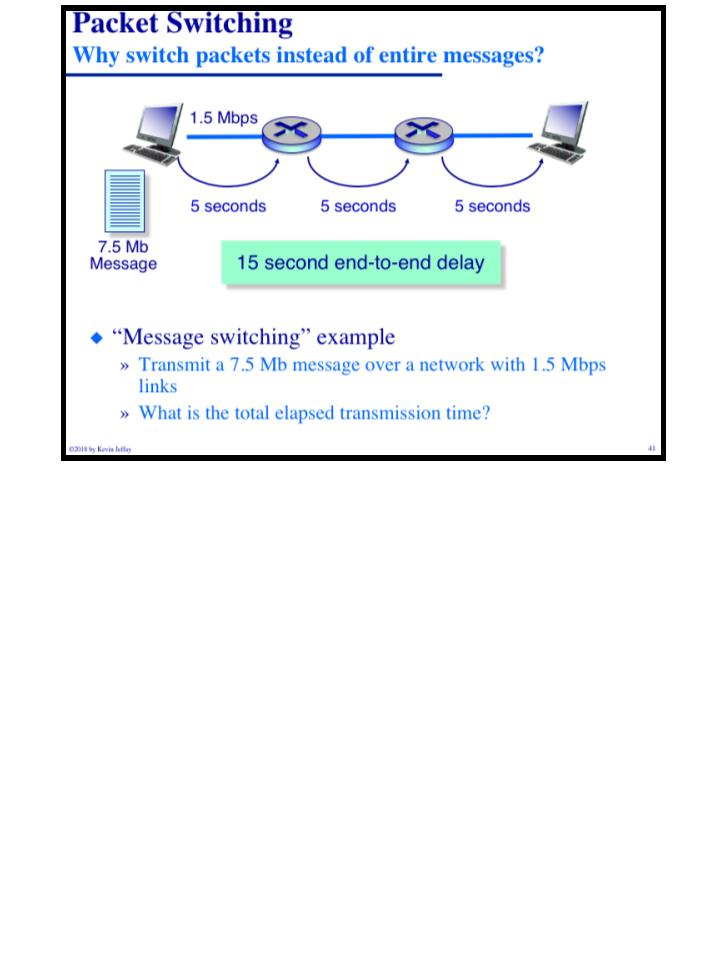 Packet Switching
Why switch packets instead of entire messages?
1.5 Mbps
5 seconds
5 seconds
5 seconds
7.5 Mb
Message
15 second end-to-end delay
◆ “Message switching” example
» Transmit a 7.5 Mb message over a network with 1.5 Mbps
links
» What is the total elapsed transmission time?
©2018 by Kevin Jeffay
41